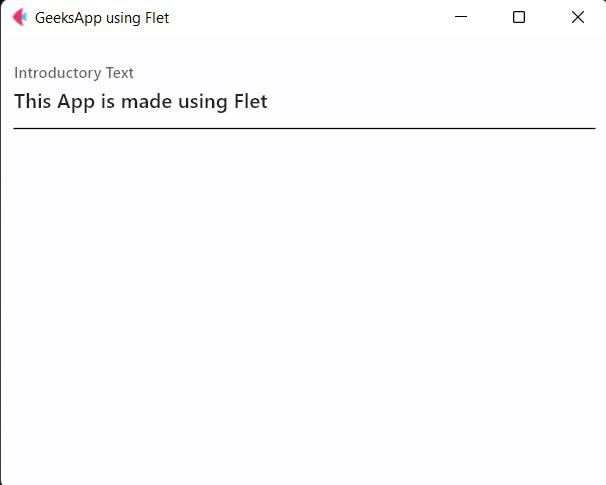 GeeksApp using Flet
Introductory Text
This App is made using Flet